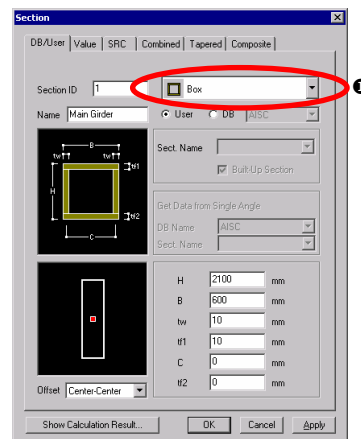 Section
DB/User Value SRC Combined Tapered Composite
Section ID 1 Box
Name Main Girder User DB AISC
Sect. Name
Built-Up Section
Get Data from Single Angle
DB Name AISC
Sect. Name
B
tw tw
tf1
H
tf2
C
H 2100 mm
B 600 mm
tw 10 mm
tf1 10 mm
C 0 mm
tf2 0 mm
Offset Center-Center
Show Calculation Result... OK Cancel Apply